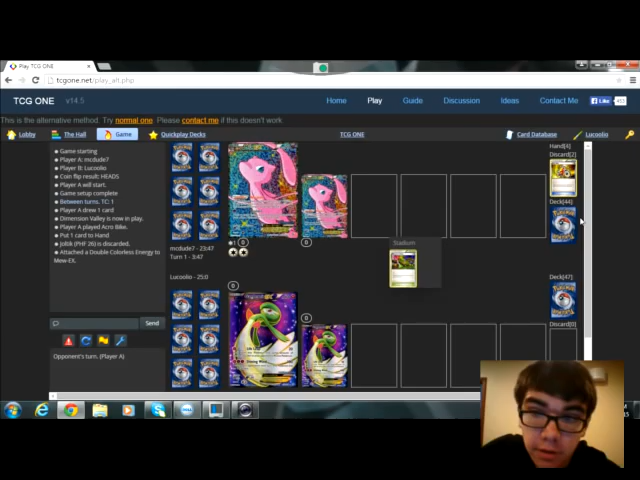 Play TCG ONE
tcgone.net/play_alt.php
TCG ONE v14.5 Home Play Guide Discussion Ideas Contact Me Like 453
This is the alternative method. Try normal one. Please contact me if this doesn't work.
Lobby The Hall Game Quickplay Decks TCG ONE Card Database Lucoolio
Game starting
Player A: mcdude7
Player B: Lucoolio
Coin flip result: HEADS
Player A will start.
Game setup complete
Between turns. TC: 1
Player A drew 1 card
Dimension Valley is now in play.
Player A played Acro Bike.
Put 1 card to Hand
Joltik (PHF 26) is discarded.
Attached a Double Colorless Energy to
Mew-EX.
Send
Opponent's turn. (Player A)
Hand[4]
Discard[2]
Deck[44]
0
0
Stadium
mcdude7 - 23:47
Turn 1 - 3:47
Lucoolio - 25:0
0
0
Deck[47]
Discard[0]